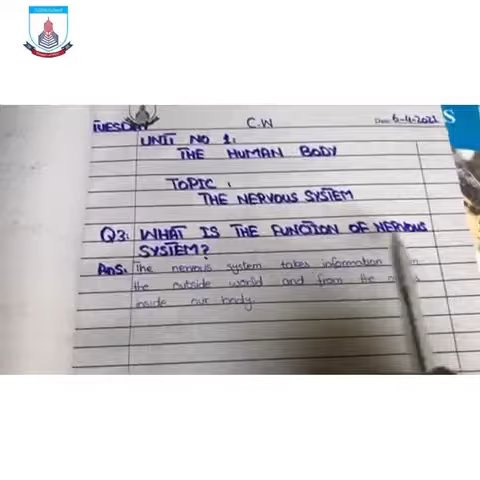 TUESDAY
C.W
Date: 6-4-2021
S
UNIT NO 1:
THE HUMAN BODY
TOPIC:
THE NERVOUS SYSTEM
Q3: WHAT IS THE FUNCTION OF NERVOUS
SYSTEM?
Ans: The nervous system takes information
the outside world and from the
inside our body.